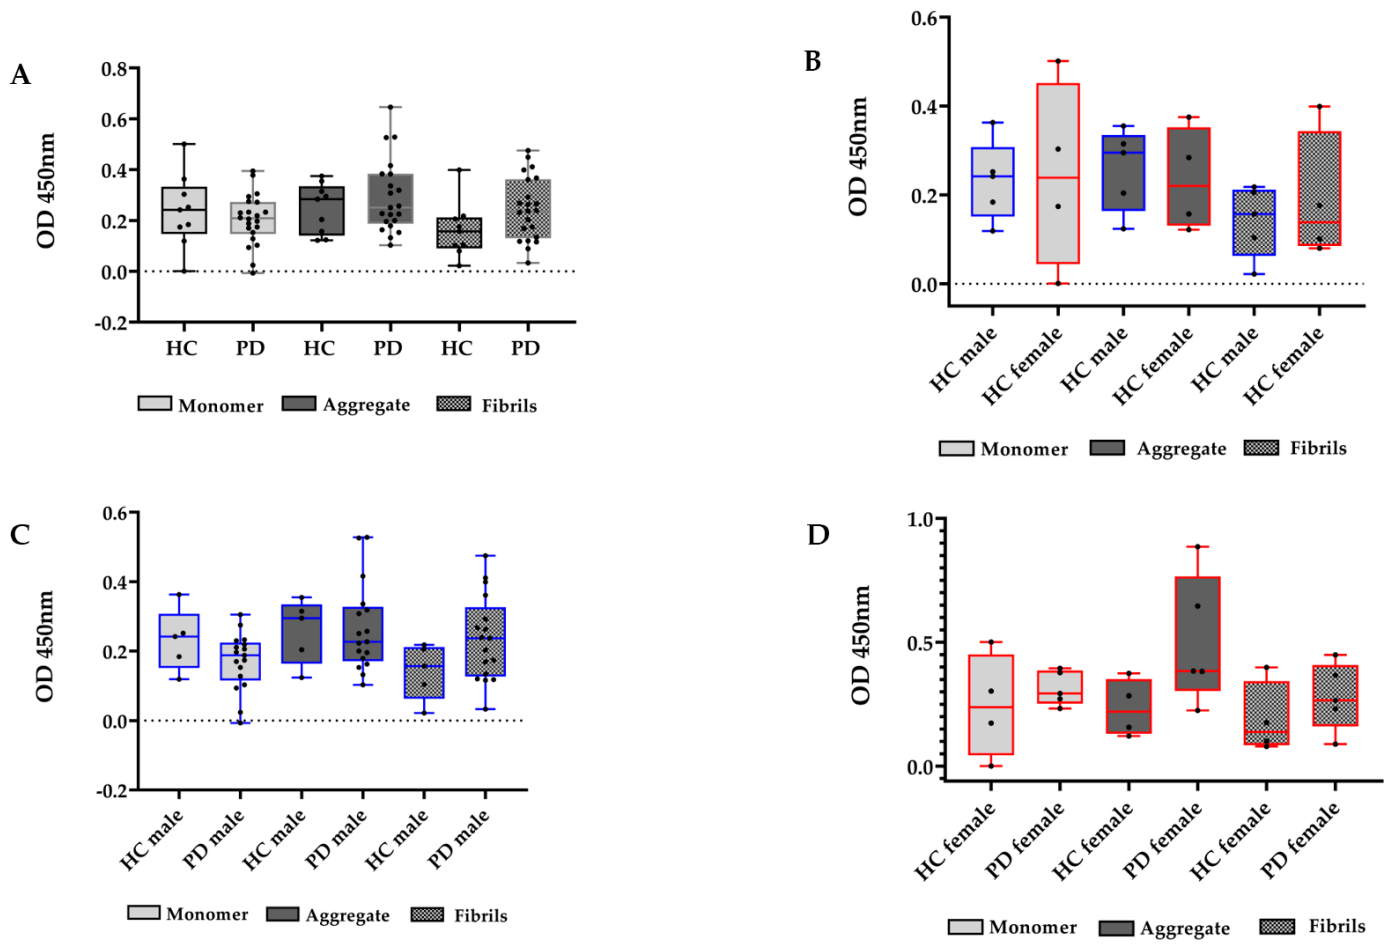 A
OD 450nm
0.8
0.6
0.4
0.2
0.0
-0.2
HC PD HC PD HC PD
Monomer Aggregate Fibrils
B
OD 450nm
0.6
0.4
0.2
0.0
HC male HC female HC male HC female HC male HC female
Monomer Aggregate Fibrils
C
OD 450nm
0.6
0.4
0.2
0.0
-0.2
HC male PD male HC male PD male HC male PD male
Monomer Aggregate Fibrils
D
OD 450nm
1.0
0.5
0.0
HC female PD female HC female PD female HC female PD female
Monomer Aggregate Fibrils